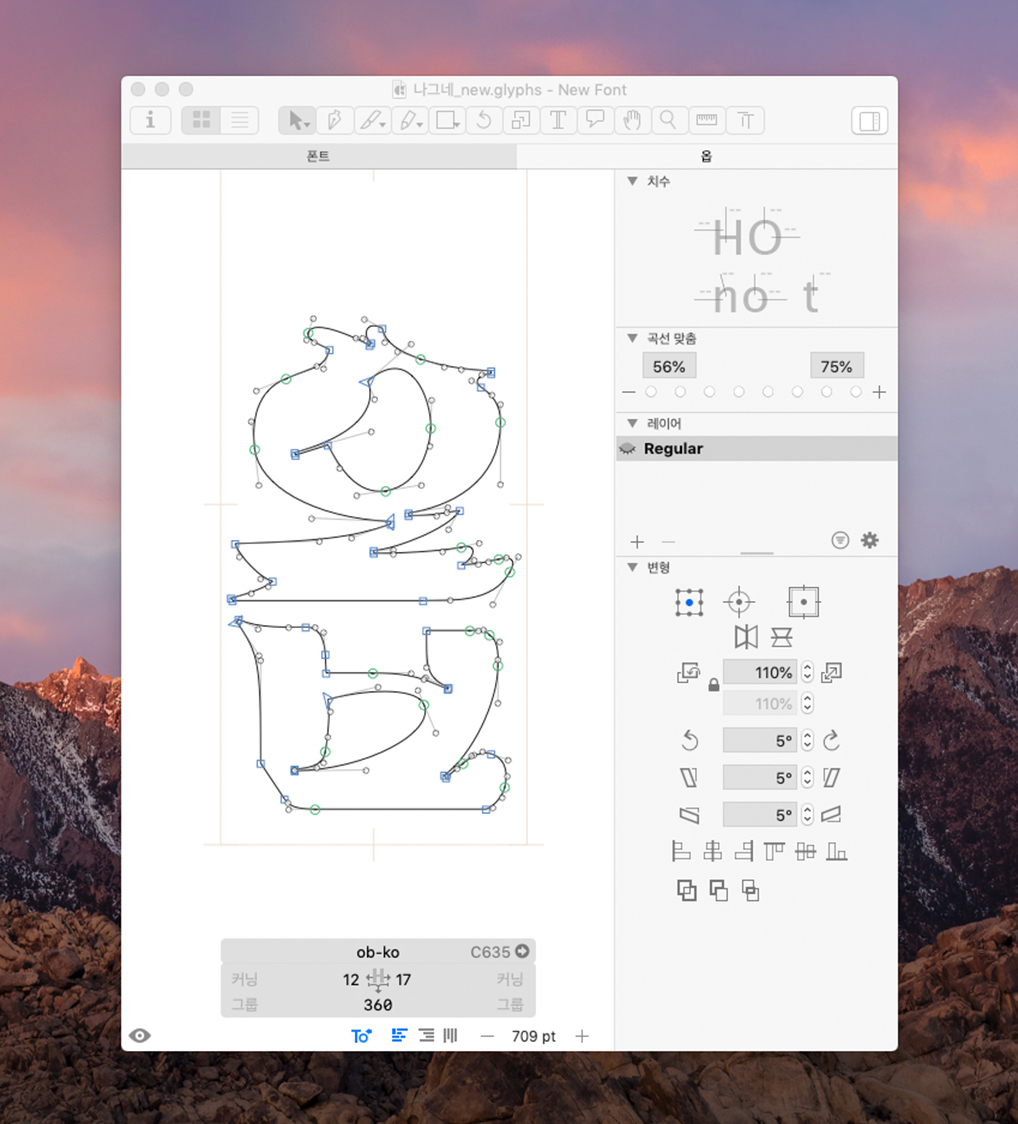 나그네_new.glyphs - New Font
폰트
옵
치수
HO
no t
곡선 맞춤
56% 75%
레이어
Regular
변형
110%
110%
5°
5°
5°
옵
ob-ko C635
커닝 12 H 17 커닝
그룹 360 그룹
709 pt